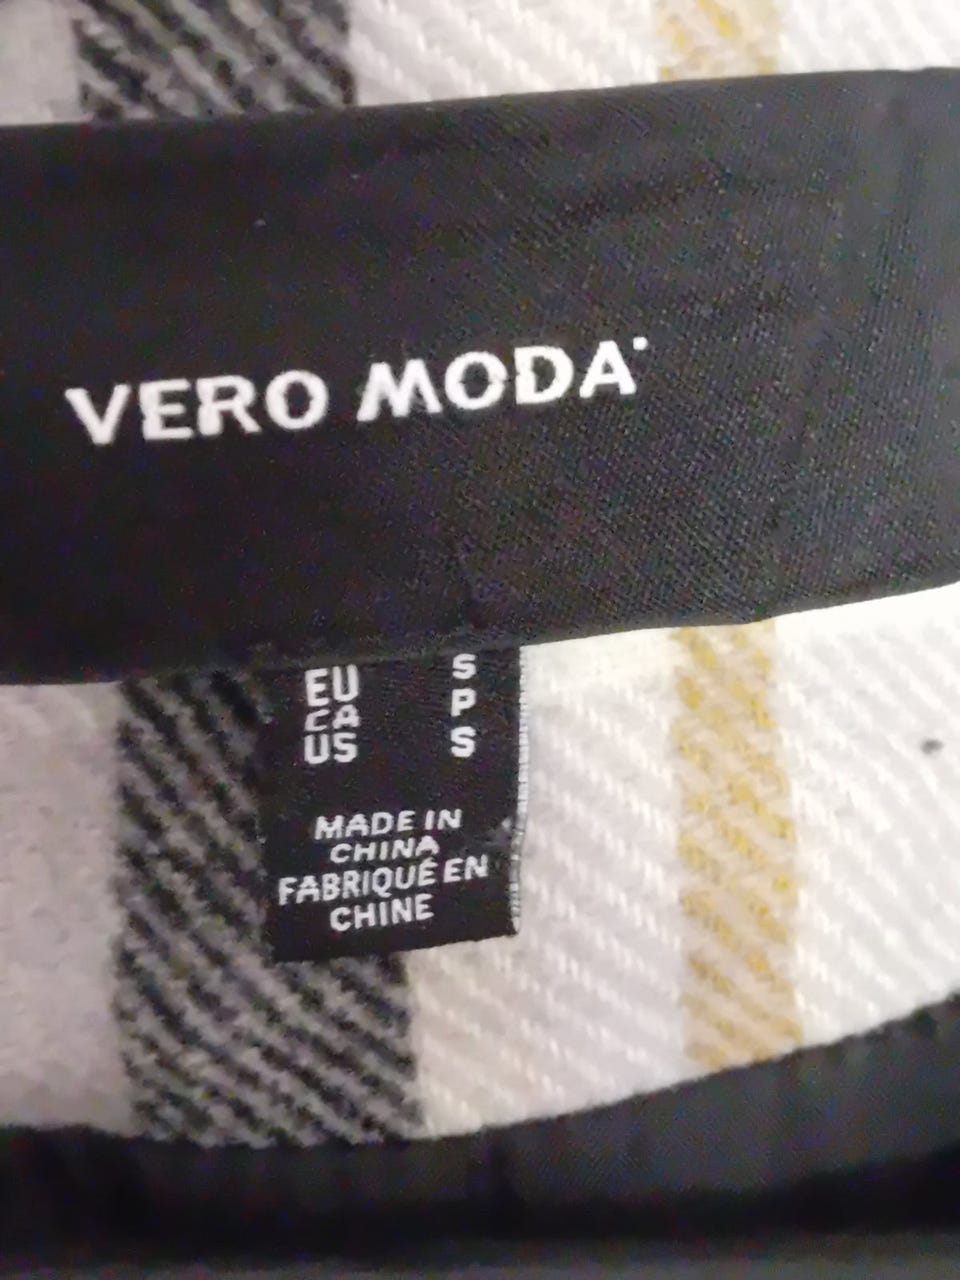 VERO MODA
EU S
CA P
US S
MADE IN
CHINA
FABRIQUÉ EN
CHINE